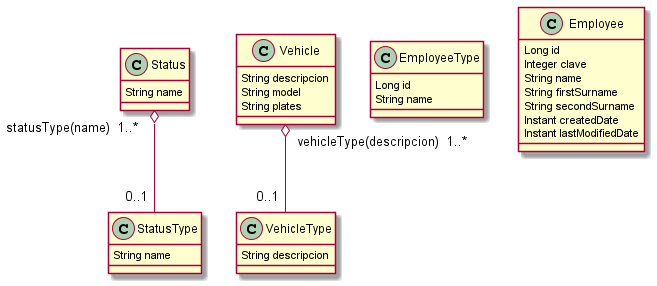 C Status
String name
statusType(name) 1..*
0..1
C StatusType
String name
C Vehicle
String descripcion
String model
String plates
vehicleType(descripcion) 1..*
0..1
C VehicleType
String descripcion
C EmployeeType
Long id
String name
C Employee
Long id
Integer clave
String name
String firstSurname
String secondSurname
Instant createdDate
Instant lastModifiedDate